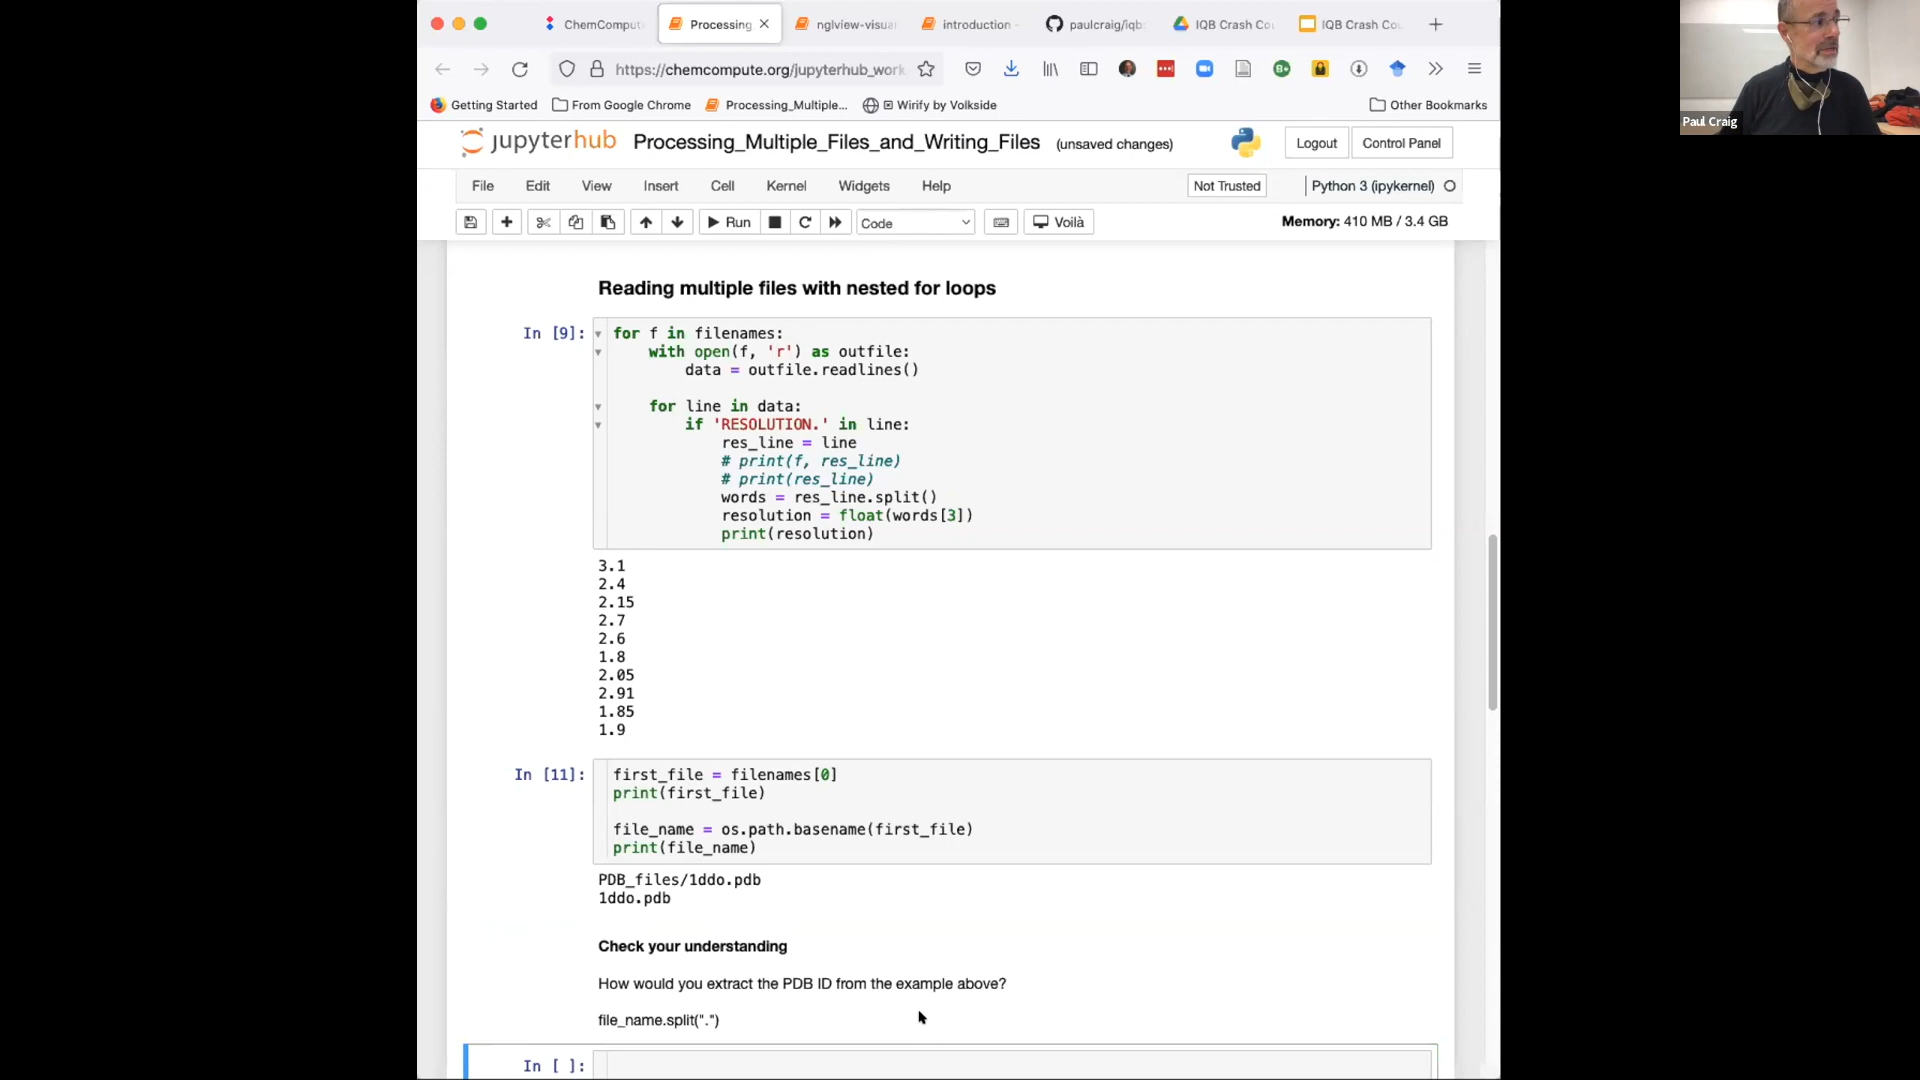 ChemCompute
Processing
nglview-visua
introduction -
paulcraig/iqb
IQB Crash Cou
IQB Crash Cou
https://chemcompute.org/jupyterhub_work
Getting Started
From Google Chrome
Processing_Multiple...
Wirify by Volkside
Other Bookmarks
jupyterhub
Processing_Multiple_Files_and_Writing_Files
(unsaved changes)
Logout
Control Panel
File
Edit
View
Insert
Cell
Kernel
Widgets
Help
Not Trusted
Python 3 (ipykernel)
Run
Code
Voilà
Memory: 410 MB / 3.4 GB
Reading multiple files with nested for loops
In [9]:
for f in filenames:
    with open(f, 'r') as outfile:
        data = outfile.readlines()
    for line in data:
        if 'RESOLUTION.' in line:
            res_line = line
            # print(f, res_line)
            # print(res_line)
            words = res_line.split()
            resolution = float(words[3])
            print(resolution)
3.1
2.4
2.15
2.7
2.6
1.8
2.05
2.91
1.85
1.9
In [11]:
first_file = filenames[0]
print(first_file)
file_name = os.path.basename(first_file)
print(file_name)
PDB_files/1ddo.pdb
1ddo.pdb
Check your understanding
How would you extract the PDB ID from the example above?
file_name.split(".")
In [ ]:
Paul Craig